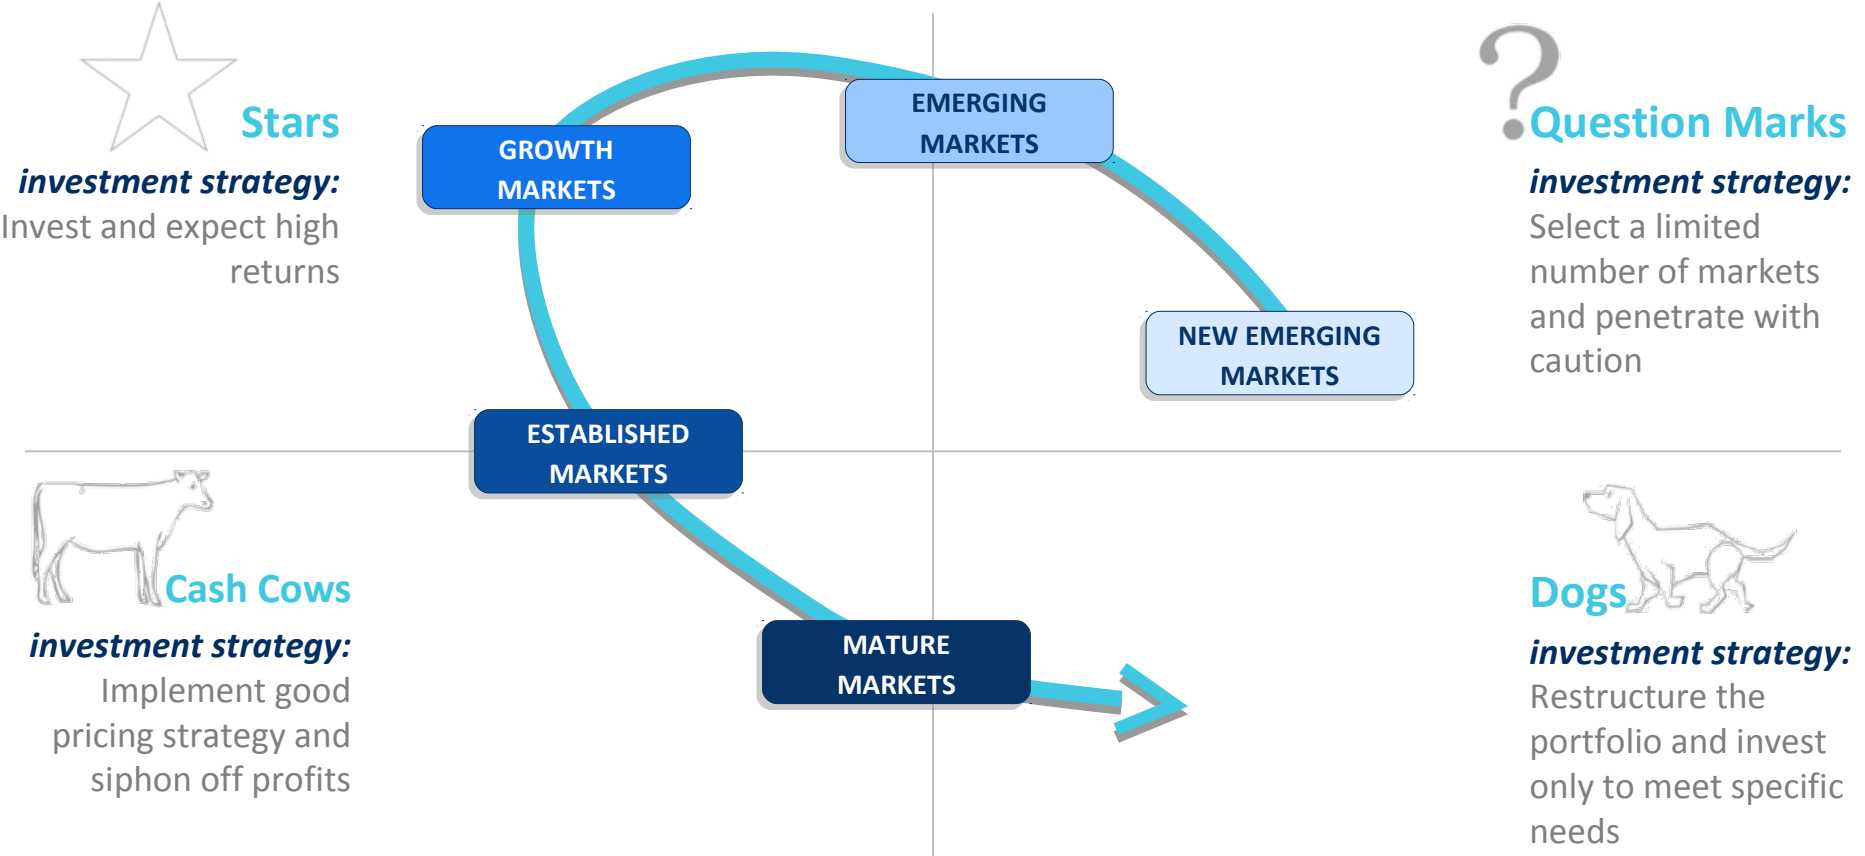 Stars
investment strategy:
Invest and expect high
returns
GROWTH
MARKETS
EMERGING
MARKETS
NEW EMERGING
MARKETS
Question Marks
investment strategy:
Select a limited
number of markets
and penetrate with
caution
ESTABLISHED
MARKETS
Cash Cows
investment strategy:
Implement good
pricing strategy and
siphon off profits
MATURE
MARKETS
Dogs
investment strategy:
Restructure the
portfolio and invest
only to meet specific
needs